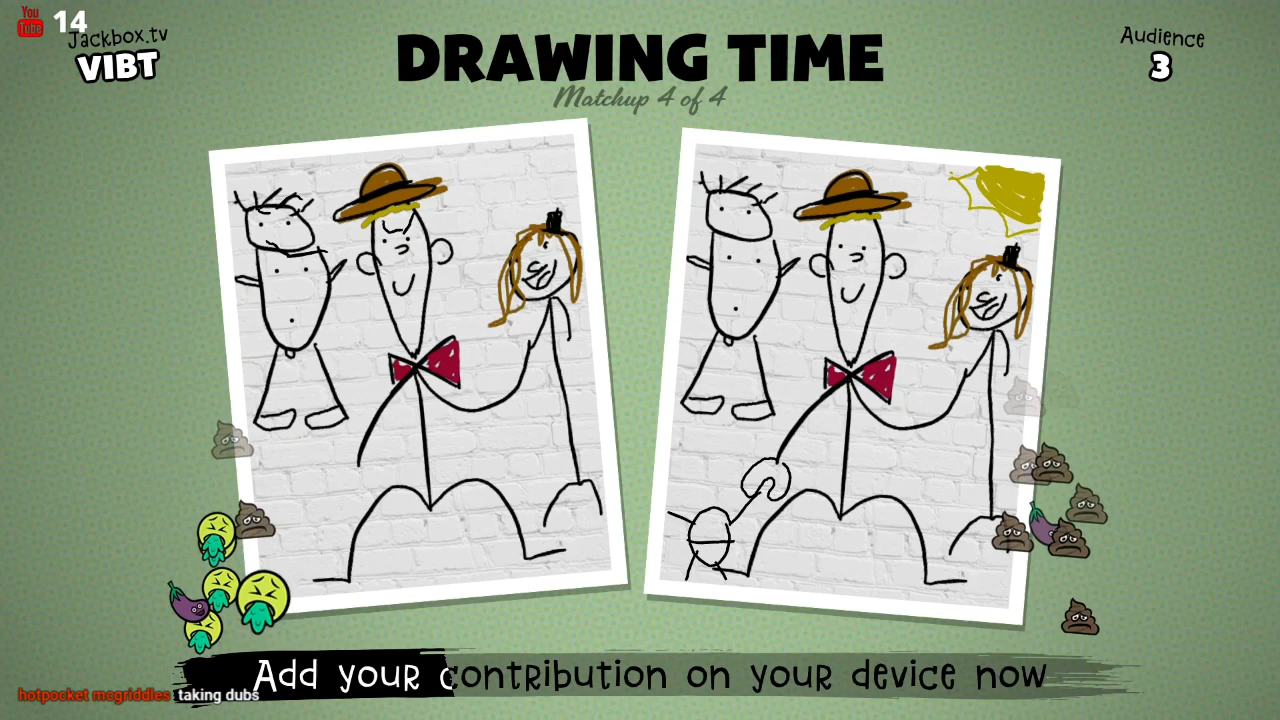 You
Tube
14
Jackbox.tv
VIBT
DRAWING TIME
Matchup 4 of 4
Audience
3
Add your contribution on your device now
hotpocket mcgriddles taking dubs